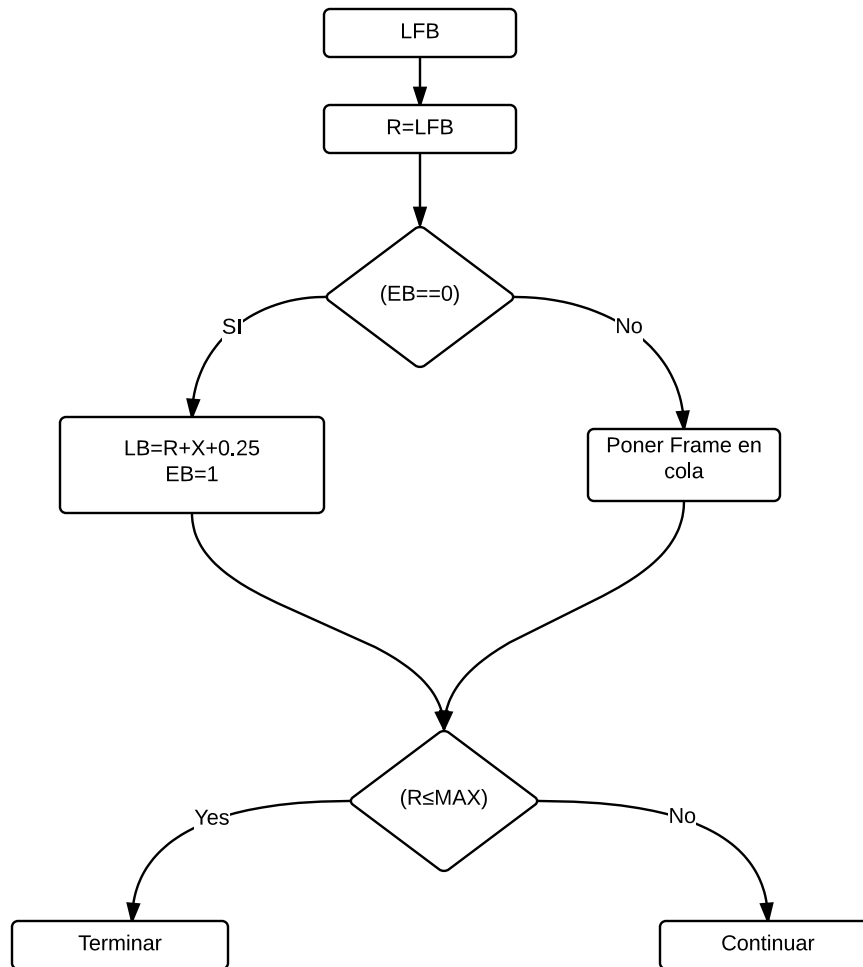 LFB
R=LFB
(EB==0)
SI
No
LB=R+X+0.25
EB=1
Poner Frame en
cola
(R≤MAX)
Yes
No
Terminar
Continuar